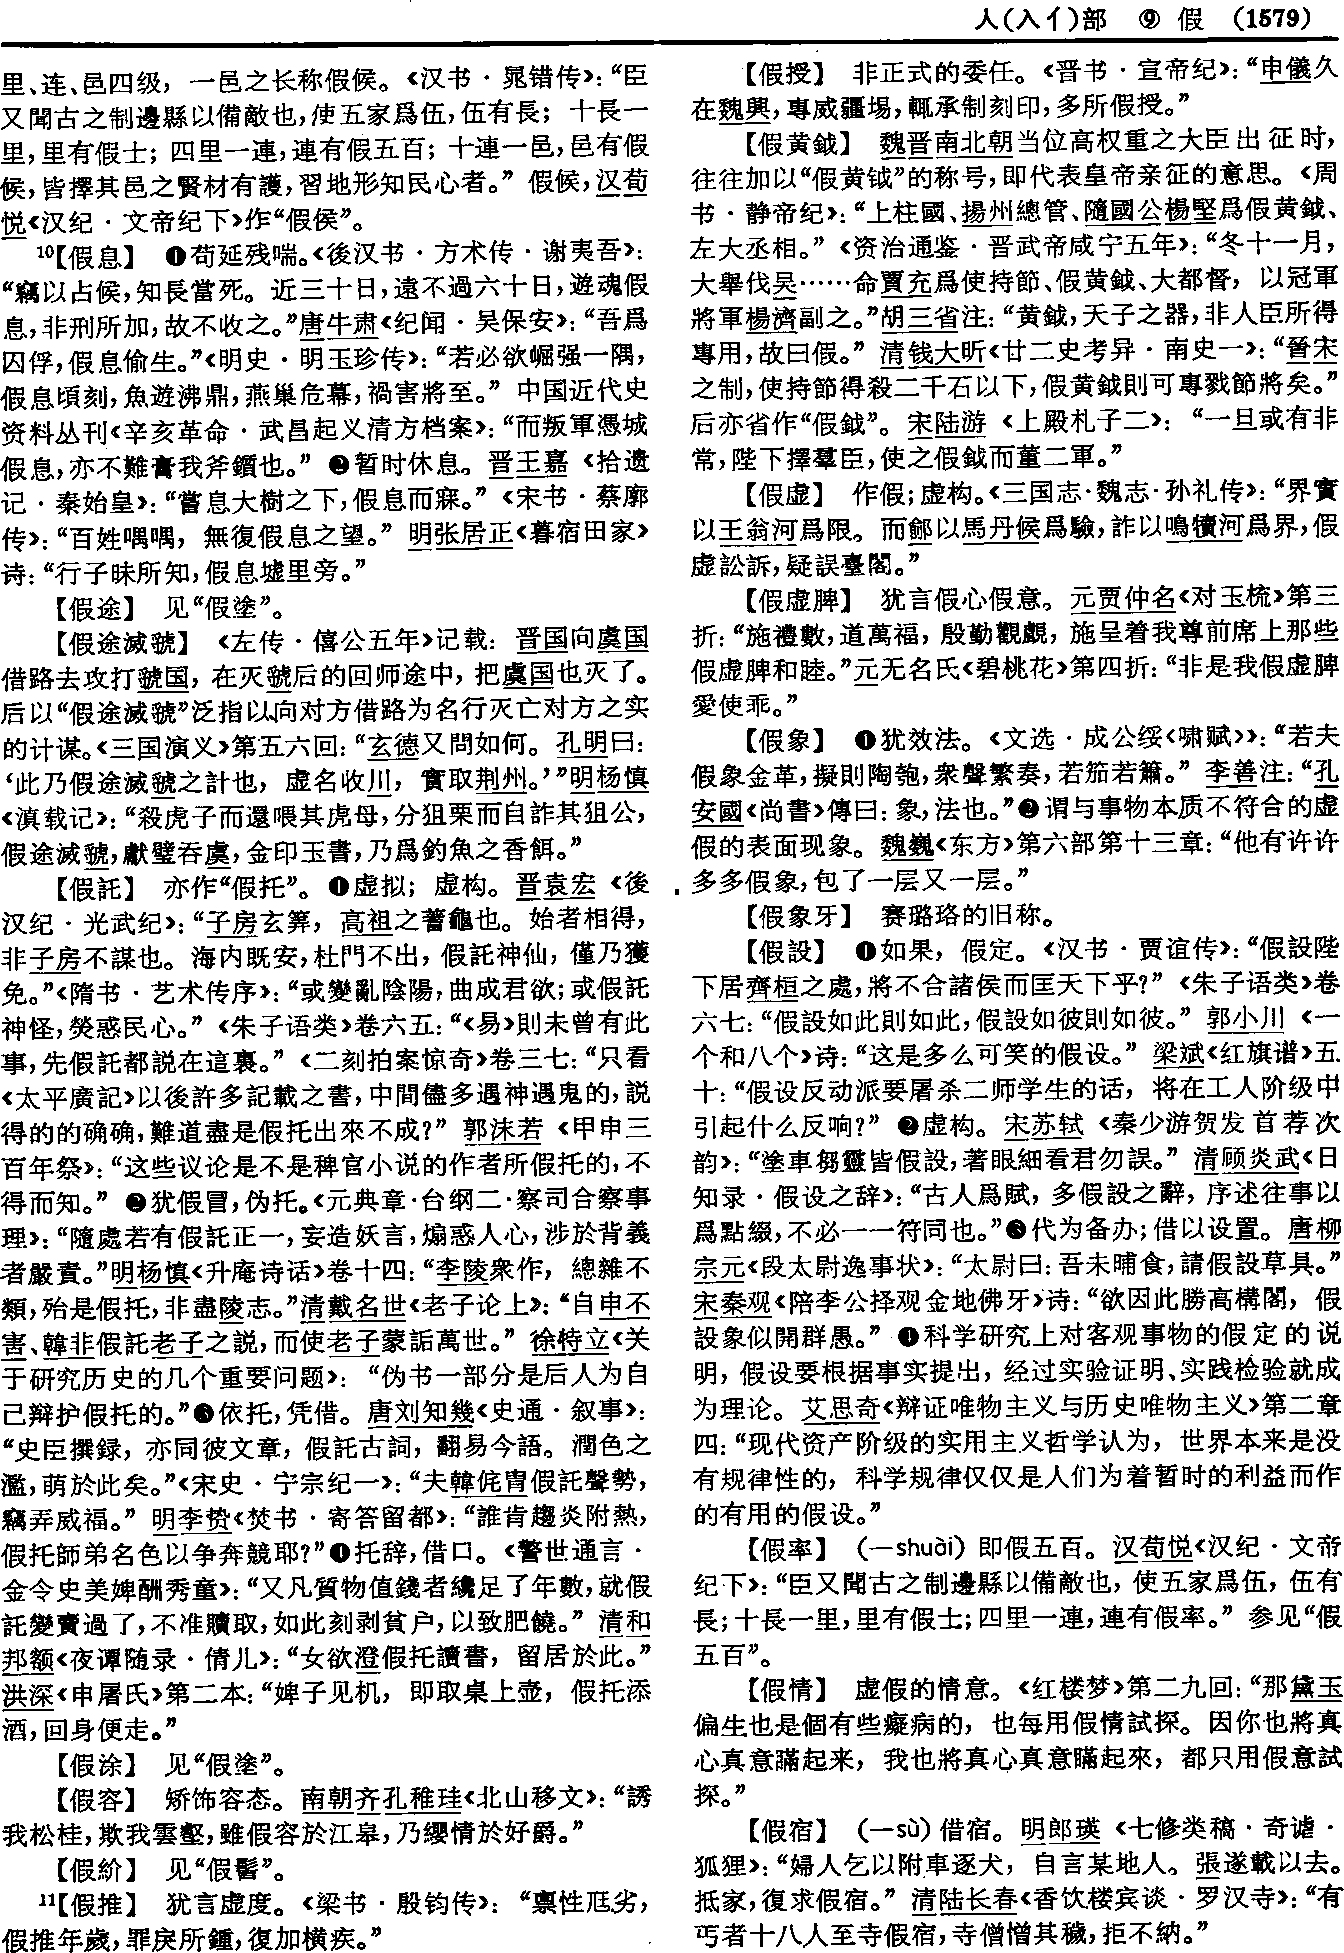 人(入亻)部 ⑨ 假 (1579)
里、连、邑四级，一邑之长称假候。《汉书·晁错传》：“臣
又聞古之制邊縣以備敵也，使五家爲伍，伍有長；十長一
里，里有假士；四里一連，連有假五百；十連一邑，邑有假
候，皆擇其邑之賢材有護，習地形知民心者。”假候，汉荀
悦《汉纪·文帝纪下》作“假侯”。
10【假息】 ❶苟延残喘。《後汉书·方术传·谢夷吾》：
“竊以占候，知長當死。近三十日，遠不過六十日，遊魂假
息，非刑所加，故不收之。”唐牛肃《纪闻·吴保安》：“吾爲
囚俘，假息偷生。”《明史·明玉珍传》：“若必欲崛强一隅，
假息頃刻，魚遊沸鼎，燕巢危幕，禍害將至。”中国近代史
资料丛刊《辛亥革命·武昌起义清方档案》：“而叛軍憑城
假息，亦不難膏我斧鑕也。”❷暂时休息。晋王嘉《拾遗
记·秦始皇》：“嘗息大樹之下，假息而寐。”《宋书·蔡廓
传》：“百姓喁喁，無復假息之望。”明张居正《暮宿田家》
诗：“行子昧所知，假息墟里旁。”
【假途】 见“假塗”。
【假途滅虢】 《左传·僖公五年》记载：晋国向虞国
借路去攻打虢国，在灭虢后的回师途中，把虞国也灭了。
后以“假途滅虢”泛指以向对方借路为名行灭亡对方之实
的计谋。《三国演义》第五六回：“玄德又問如何。孔明曰：
‘此乃假途滅虢之計也，虚名收川，實取荆州。’”明杨慎
《滇载记》：“殺虎子而還喂其虎母，分狙栗而自詐其狙公，
假途滅虢，獻璧吞虞，金印玉書，乃爲釣魚之香餌。”
【假託】 亦作“假托”。❶虚拟；虚构。晋袁宏《後
汉纪·光武纪》：“子房玄筭，高祖之蓍龜也。始者相得，
非子房不謀也。海内既安，杜門不出，假託神仙，僅乃獲
免。”《隋书·艺术传序》：“或變亂陰陽，曲成君欲；或假託
神怪，熒惑民心。”《朱子语类》卷六五：“《易》則未曾有此
事，先假託都説在這裏。”《二刻拍案惊奇》卷三七：“只看
《太平廣記》以後許多記載之書，中間儘多遇神遇鬼的，説
得的的确确，難道盡是假托出來不成？”郭沫若《甲申三
百年祭》：“这些议论是不是稗官小说的作者所假托的，不
得而知。”❷犹假冒，伪托。《元典章·台纲二·察司合察事
理》：“隨處若有假託正一，妄造妖言，煽惑人心，涉於背義
者嚴責。”明杨慎《升庵诗话》卷十四：“李陵衆作，總雜不
類，殆是假托，非盡陵志。”清戴名世《老子论上》：“自申不
害、韓非假託老子之説，而使老子蒙詬萬世。”徐特立《关
于研究历史的几个重要问题》：“伪书一部分是后人为自
己辩护假托的。”❸依托，凭借。唐刘知幾《史通·叙事》：
“史臣撰録，亦同彼文章，假託古詞，翻易今語。潤色之
濫，萌於此矣。”《宋史·宁宗纪一》：“夫韓侂冑假託聲勢，
竊弄威福。”明李贽《焚书·寄答留都》：“誰肯趨炎附熱，
假托師弟名色以争奔競耶？”❹托辞，借口。《警世通言·
金令史美婢酬秀童》：“又凡質物值錢者纔足了年數，就假
託變賣過了，不准贖取，如此刻剥貧户，以致肥饒。”清和
邦额《夜谭随录·倩儿》：“女欲澄假托讀書，留居於此。”
洪深《申屠氏》第二本：“婢子见机，即取桌上壶，假托添
酒，回身便走。”
【假涂】 见“假塗”。
【假容】 矫饰容态。南朝齐孔稚珪《北山移文》：“誘
我松桂，欺我雲壑，雖假容於江皋，乃纓情於好爵。”
【假紒】 见“假髻”。
11【假推】 犹言虚度。《梁书·殷钧传》：“禀性尫劣，
假推年歲，罪戾所鍾，復加横疾。”
【假授】 非正式的委任。《晋书·宣帝纪》：“申儀久
在魏興，專威疆埸，輒承制刻印，多所假授。”
【假黄鉞】 魏晋南北朝当位高权重之大臣出征时，
往往加以“假黄钺”的称号，即代表皇帝亲征的意思。《周
书·静帝纪》：“上柱國、揚州總管、隨國公楊堅爲假黄鉞、
左大丞相。”《资治通鉴·晋武帝咸宁五年》：“冬十一月，
大舉伐吴……命賈充爲使持節、假黄鉞、大都督，以冠軍
將軍楊濟副之。”胡三省注：“黄鉞，天子之器，非人臣所得
專用，故曰假。”清钱大昕《廿二史考异·南史一》：“晉宋
之制，使持節得殺二千石以下，假黄鉞則可專戮節將矣。”
后亦省作“假鉞”。宋陆游《上殿札子二》：“一旦或有非
常，陛下擇羣臣，使之假鉞而董二軍。”
【假虚】 作假；虚构。《三国志·魏志·孙礼传》：“界實
以王翁河爲限。而鄃以馬丹候爲驗，詐以鳴犢河爲界，假
虚訟訴，疑誤臺閣。”
【假虚脾】 犹言假心假意。元贾仲名《对玉梳》第三
折：“施禮數，道萬福，殷勤觀覷，施呈着我尊前席上那些
假虚脾和睦。”元无名氏《碧桃花》第四折：“非是我假虚脾
愛使乖。”
【假象】 ❶犹效法。《文选·成公绥〈啸赋〉》：“若夫
假象金革，擬則陶匏，衆聲繁奏，若笳若簫。”李善注：“孔
安國《尚書》傳曰：象，法也。”❷谓与事物本质不符合的虚
假的表面现象。魏巍《东方》第六部第十三章：“他有许许
多多假象，包了一层又一层。”
【假象牙】 赛璐珞的旧称。
【假設】 ❶如果，假定。《汉书·贾谊传》：“假設陛
下居齊桓之處，將不合諸侯而匡天下乎？”《朱子语类》卷
六七：“假設如此則如此，假設如彼則如彼。”郭小川《一
个和八个》诗：“这是多么可笑的假设。”梁斌《红旗谱》五
十：“假设反动派要屠杀二师学生的话，将在工人阶级中
引起什么反响？”❷虚构。宋苏轼《秦少游贺发首荐次
韵》：“塗車芻靈皆假設，著眼細看君勿誤。”清顾炎武《日
知录·假设之辞》：“古人爲賦，多假設之辭，序述往事以
爲點綴，不必一一符同也。”❸代为备办；借以设置。唐柳
宗元《段太尉逸事状》：“太尉曰：吾未晡食，請假設草具。”
宋秦观《陪李公择观金地佛牙》诗：“欲因此勝高構閣，假
設象似開群愚。”❹科学研究上对客观事物的假定的说
明，假设要根据事实提出，经过实验证明、实践检验就成
为理论。艾思奇《辩证唯物主义与历史唯物主义》第二章
四：“现代资产阶级的实用主义哲学认为，世界本来是没
有规律性的，科学规律仅仅是人们为着暂时的利益而作
的有用的假设。”
【假率】 （—shuài）即假五百。汉荀悦《汉纪·文帝
纪下》：“臣又聞古之制邊縣以備敵也，使五家爲伍，伍有
長；十長一里，里有假士；四里一連，連有假率。”参见“假
五百”。
【假情】 虚假的情意。《红楼梦》第二九回：“那黛玉
偏生也是個有些癡病的，也每用假情試探。因你也將真
心真意瞞起来，我也將真心真意瞞起來，都只用假意試
探。”
【假宿】 （—sù）借宿。明郎瑛《七修类稿·奇谑·
狐狸》：“婦人乞以附車逐犬，自言某地人。張遂載以去。
抵家，復求假宿。”清陆长春《香饮楼宾谈·罗汉寺》：“有
丐者十八人至寺假宿，寺僧憎其穢，拒不納。”